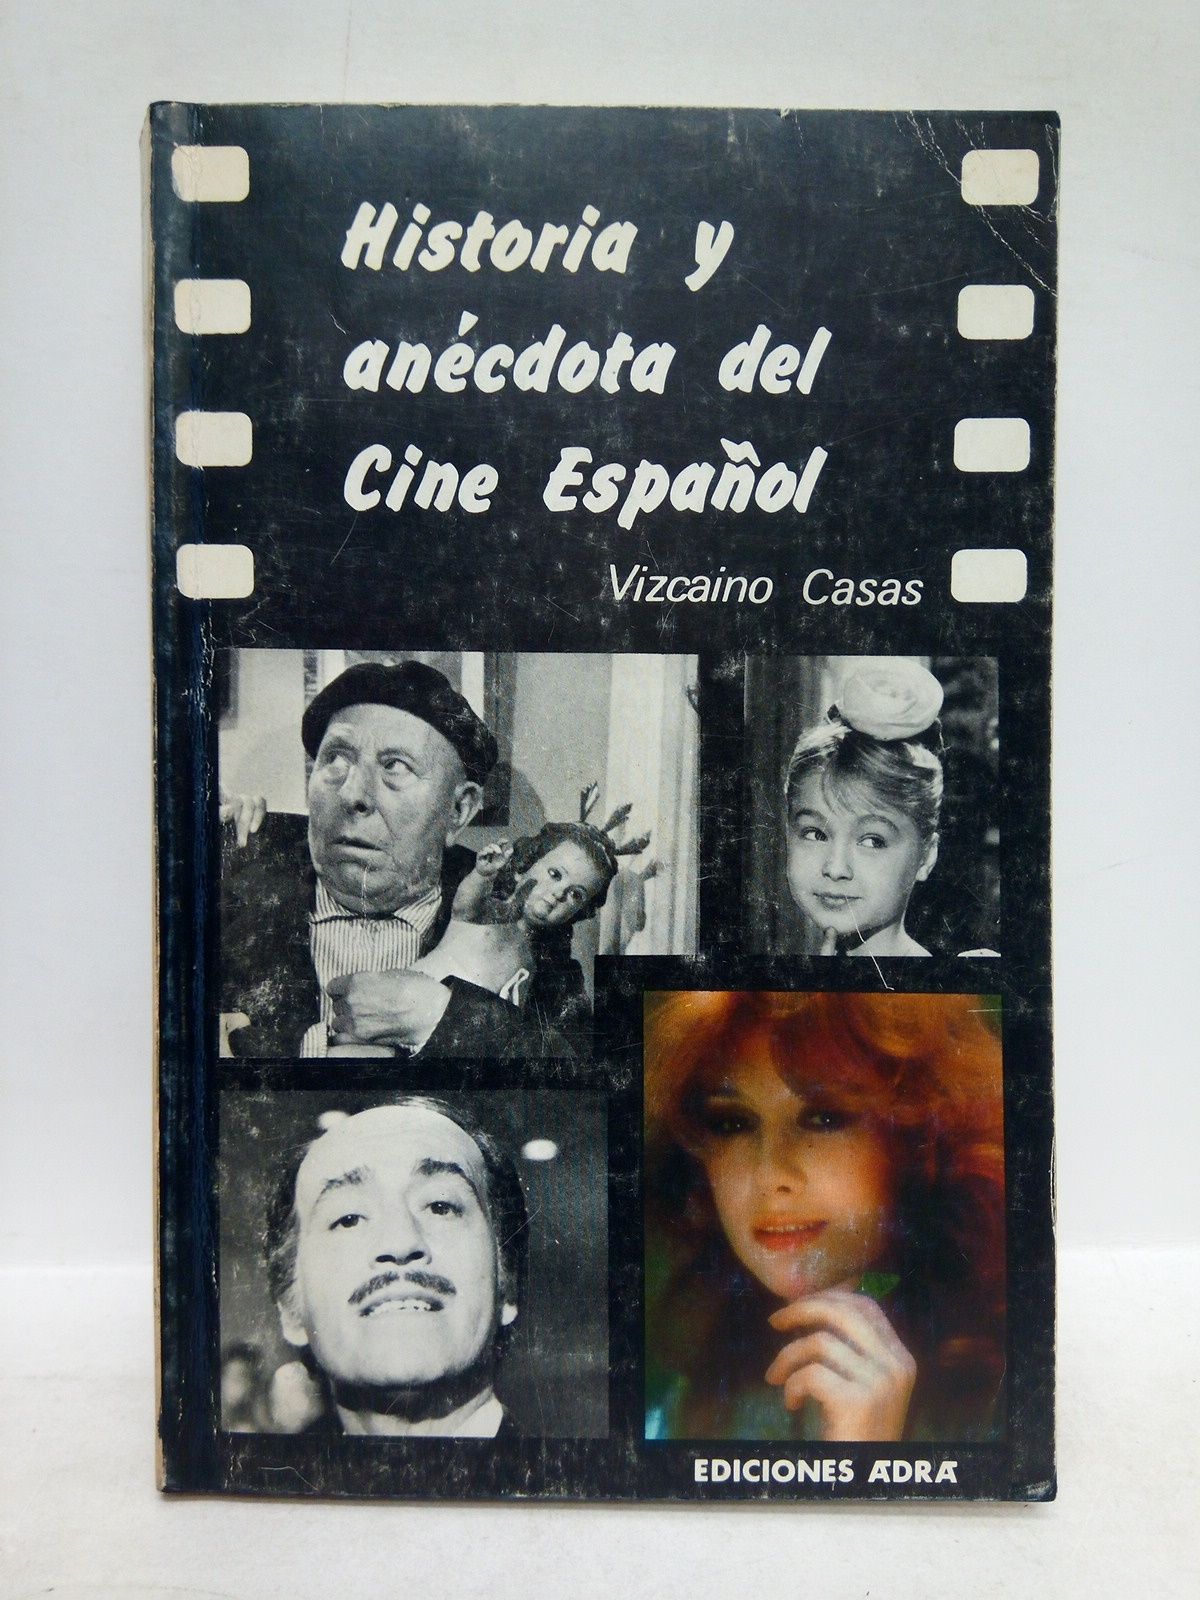 Historia y
anécdota del
Cine Español
Vizcaino Casas
EDICIONES ADRA